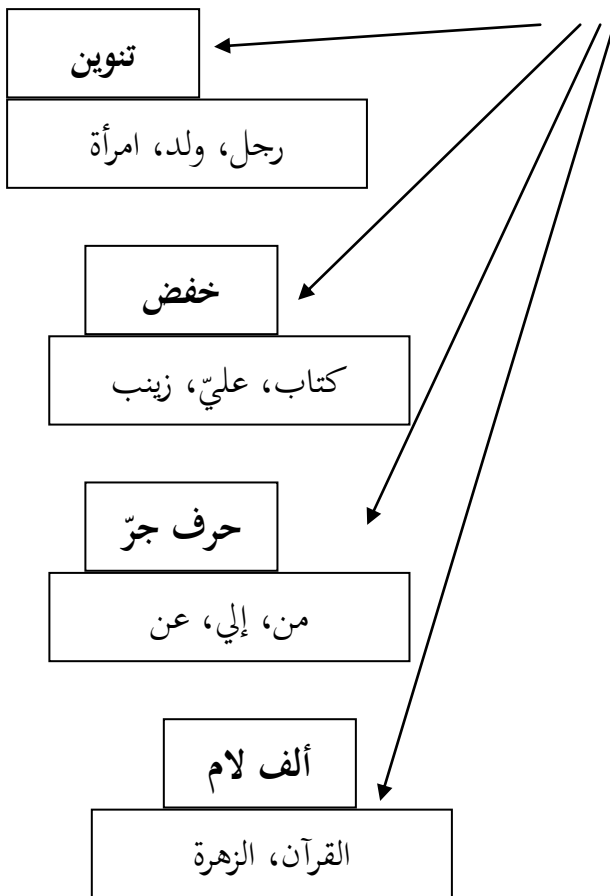 تنوين
رجل، ولد، امرأة
خفض
كتاب، عليّ، زينب
حرف جرّ
من، إلي، عن
ألف لام
القرآن، الزهرة